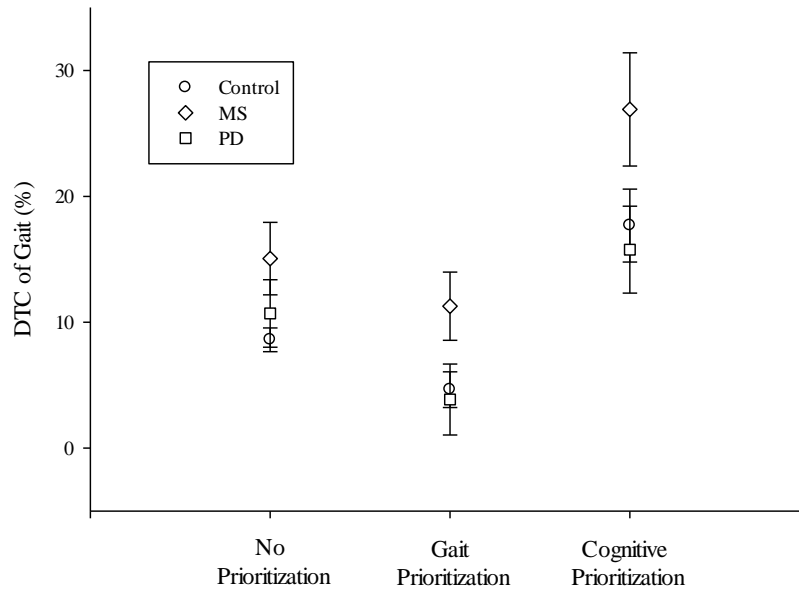 30
20
10
0
DTC of Gait (%)
Control
MS
PD
No
Prioritization
Gait
Prioritization
Cognitive
Prioritization